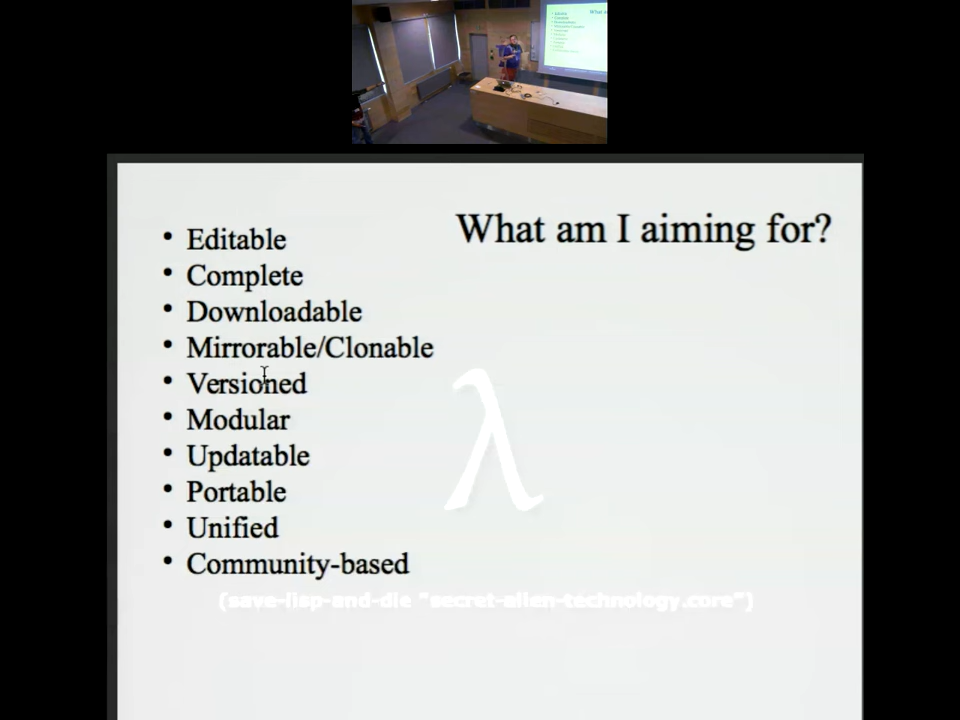 What am I aiming for?
• Editable
• Complete
• Downloadable
• Mirrorable/Clonable
• Versioned
• Modular
• Updatable
• Portable
• Unified
• Community-based
λ
(save-lisp-and-die "secret-alien-technology.core")